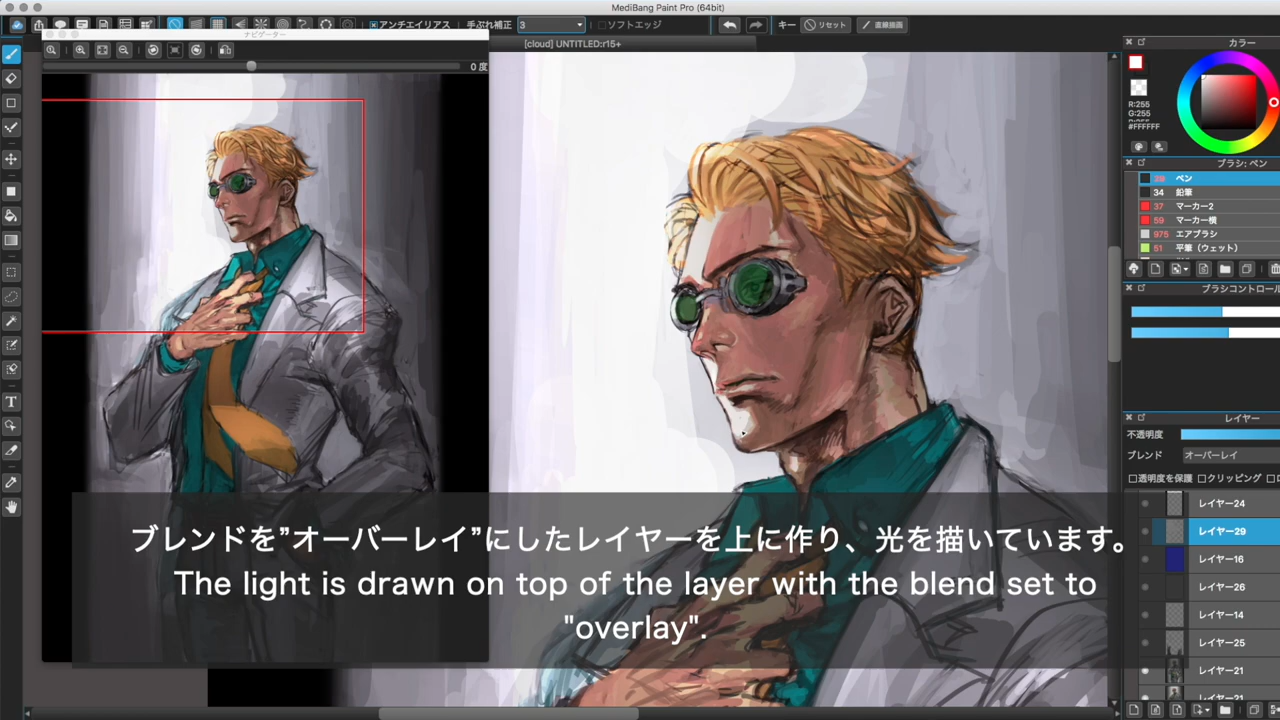 MediBang Paint Pro (64bit)
アンチエイリアス
手ぶれ補正
3
ソフトエッジ
キー
リセット
直線描画
ナビゲーター
[cloud] UNTITLED:r15+
0 度
カラー
R:255
G:255
#FFFFFF
ブラシ: ペン
ペン
34 鉛筆
37 マーカー2
59 マーカー横
975 エアブラシ
51 平筆（ウェット）
ブラシコントロール
レイヤー
不透明度
ブレンド オーバーレイ
透明度を保護 クリッピング
レイヤー24
レイヤー29
レイヤー16
レイヤー26
レイヤー14
レイヤー25
レイヤー21
ブレンドを”オーバーレイ”にしたレイヤーを上に作り、光を描いています。
The light is drawn on top of the layer with the blend set to
"overlay".